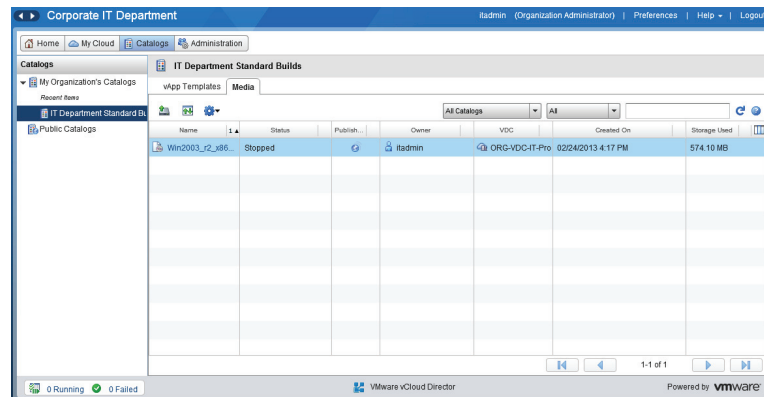 Corporate IT Department
itadmin (Organization Administrator) | Preferences | Help | Logout
Home My Cloud Catalogs Administration
Catalogs
IT Department Standard Builds
My Organization's Catalogs
Recent Items
IT Department Standard Bu
Public Catalogs
vApp Templates Media
All Catalogs All
Name 1 Status Publish... Owner VDC Created On Storage Used
Win2003_r2_x86... Stopped itadmin ORG-VDC-IT-Pro 02/24/2013 4:17 PM 574.10 MB
1-1 of 1
0 Running 0 Failed VMware vCloud Director Powered by vmware